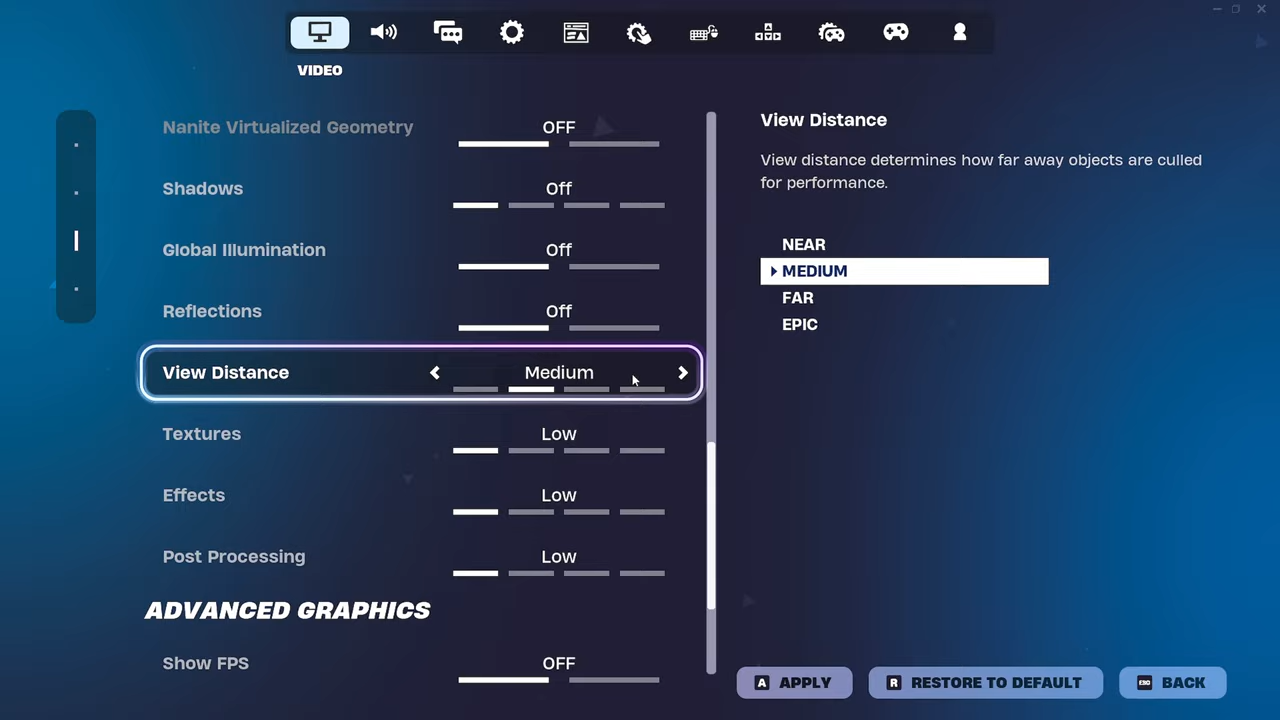 VIDEO
Nanite Virtualized Geometry OFF
Shadows Off
Global Illumination Off
Reflections Off
View Distance Medium
Textures Low
Effects Low
Post Processing Low
ADVANCED GRAPHICS
Show FPS OFF
View Distance
View distance determines how far away objects are culled
for performance.
NEAR
MEDIUM
FAR
EPIC
A APPLY
R RESTORE TO DEFAULT
ESC BACK